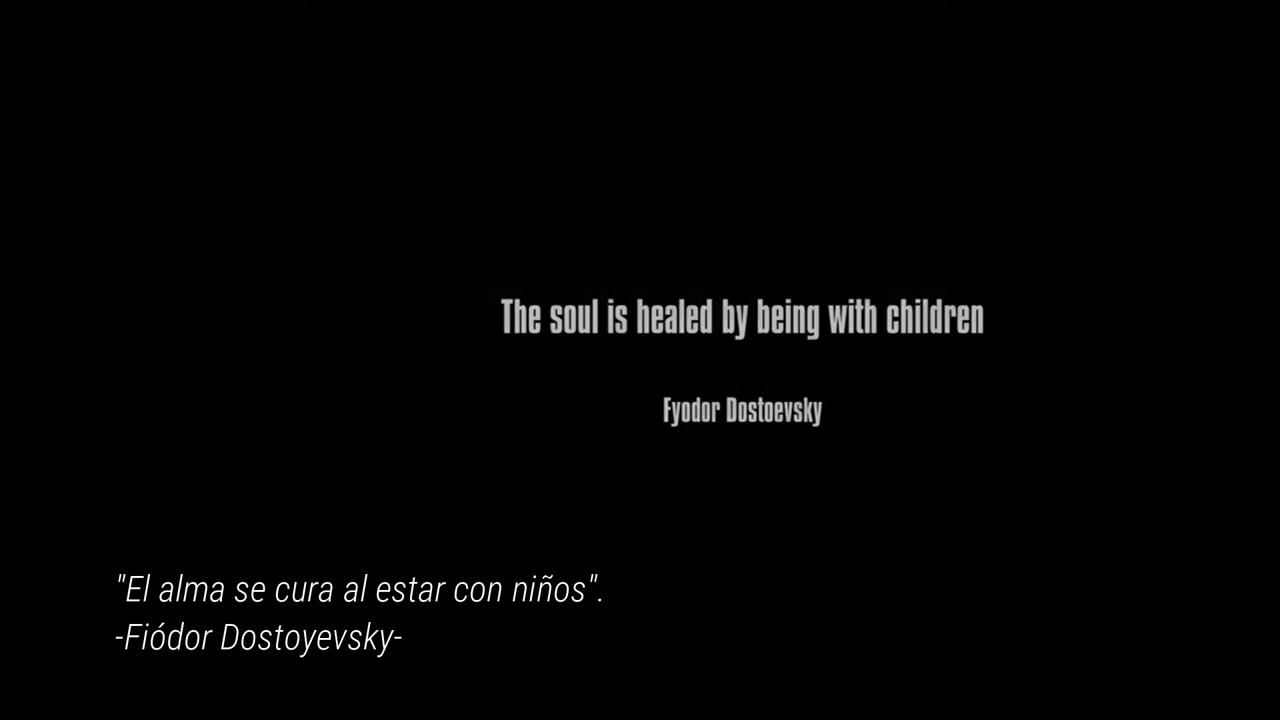 The soul is healed by being with children
Fyodor Dostoevsky
"El alma se cura al estar con niños".
-Fiódor Dostoyevsky-